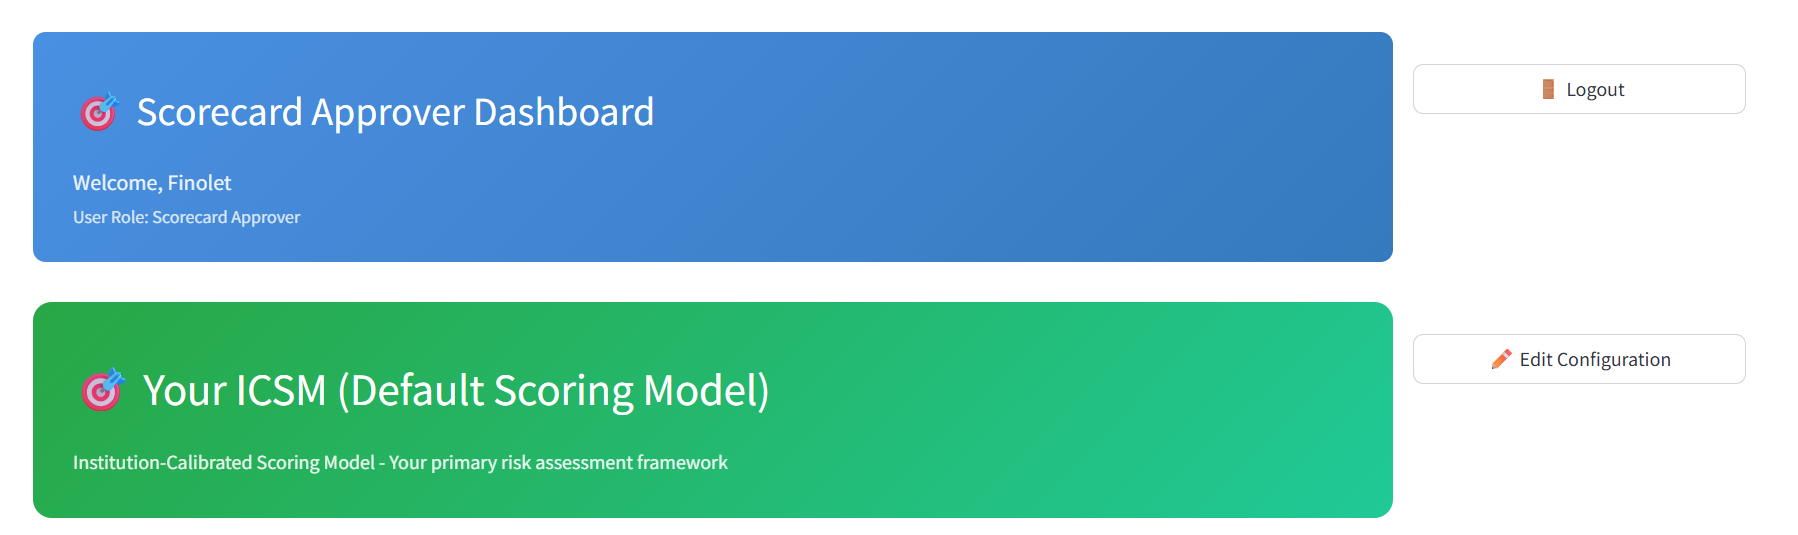 Scorecard Approver Dashboard
Welcome, Finolet
User Role: Scorecard Approver
Logout
Your ICSM (Default Scoring Model)
Institution-Calibrated Scoring Model - Your primary risk assessment framework
Edit Configuration